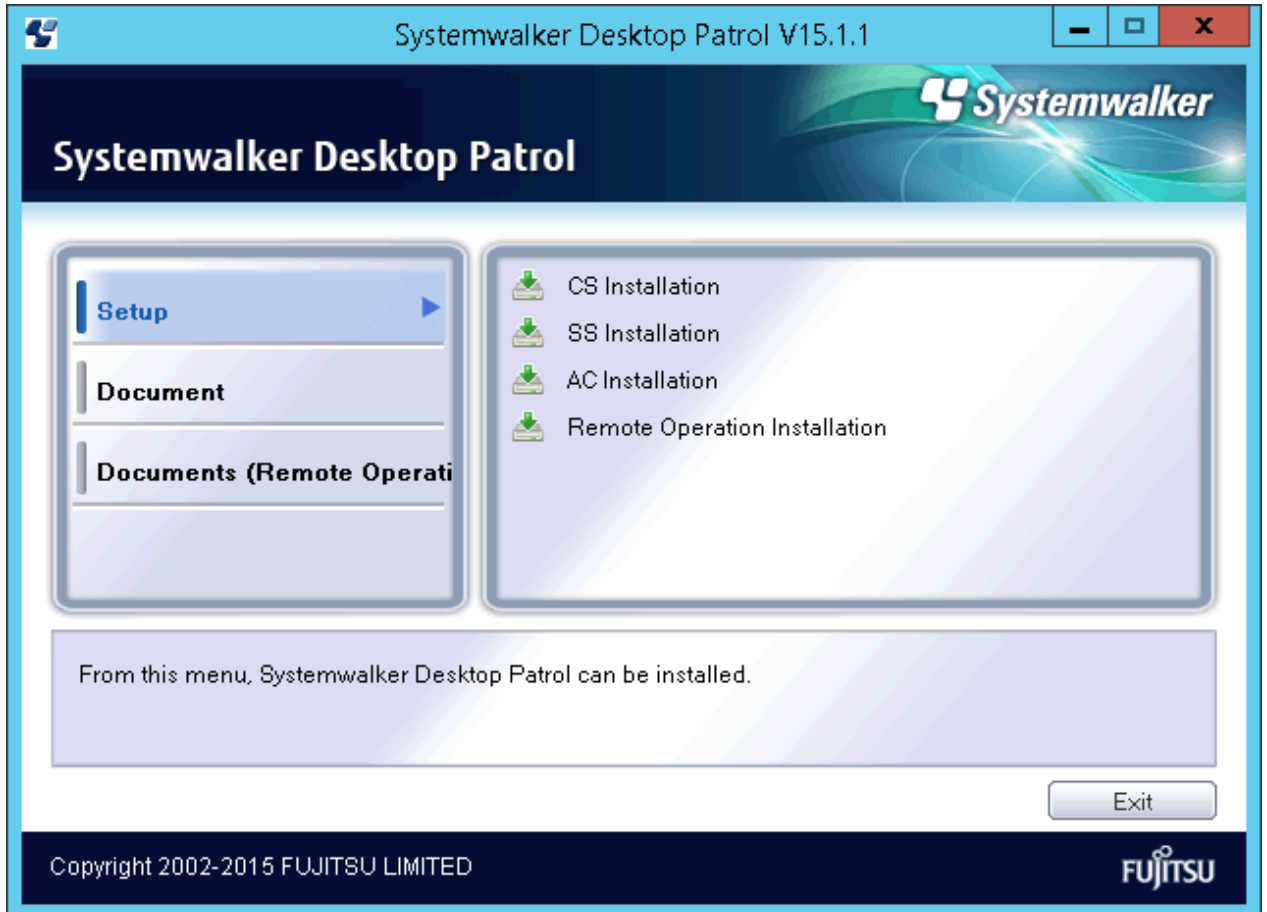 Systemwalker Desktop Patrol V15.1.1
Systemwalker
Systemwalker Desktop Patrol
Setup
Document
Documents (Remote Operati
CS Installation
SS Installation
AC Installation
Remote Operation Installation
From this menu, Systemwalker Desktop Patrol can be installed.
Exit
Copyright 2002-2015 FUJITSU LIMITED
FUJITSU